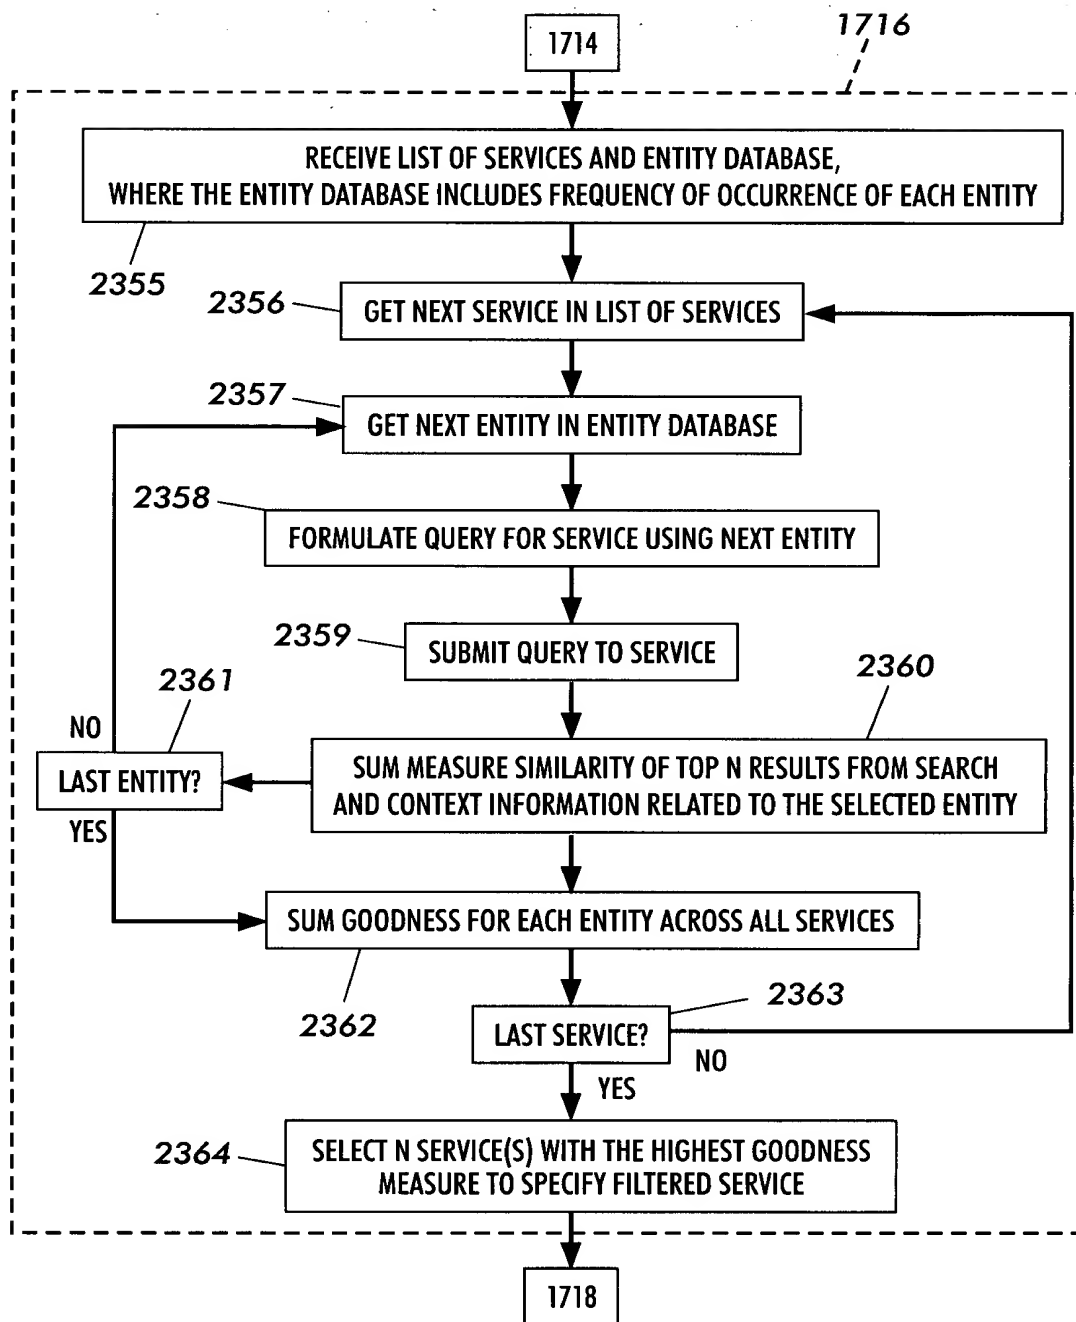 1714
1716
RECEIVE LIST OF SERVICES AND ENTITY DATABASE,
WHERE THE ENTITY DATABASE INCLUDES FREQUENCY OF OCCURRENCE OF EACH ENTITY
2355
2356
GET NEXT SERVICE IN LIST OF SERVICES
2357
GET NEXT ENTITY IN ENTITY DATABASE
2358
FORMULATE QUERY FOR SERVICE USING NEXT ENTITY
2359
SUBMIT QUERY TO SERVICE
2361
2360
NO
LAST ENTITY?
YES
SUM MEASURE SIMILARITY OF TOP N RESULTS FROM SEARCH
AND CONTEXT INFORMATION RELATED TO THE SELECTED ENTITY
SUM GOODNESS FOR EACH ENTITY ACROSS ALL SERVICES
2362
2363
LAST SERVICE?
NO
YES
2364
SELECT N SERVICE(S) WITH THE HIGHEST GOODNESS
MEASURE TO SPECIFY FILTERED SERVICE
1718